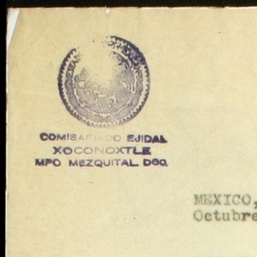 COMISARIADO EJIDAL
XOCONOXTLE
MPO MEZQUITAL, DGO.
MEXICO,
Octubre